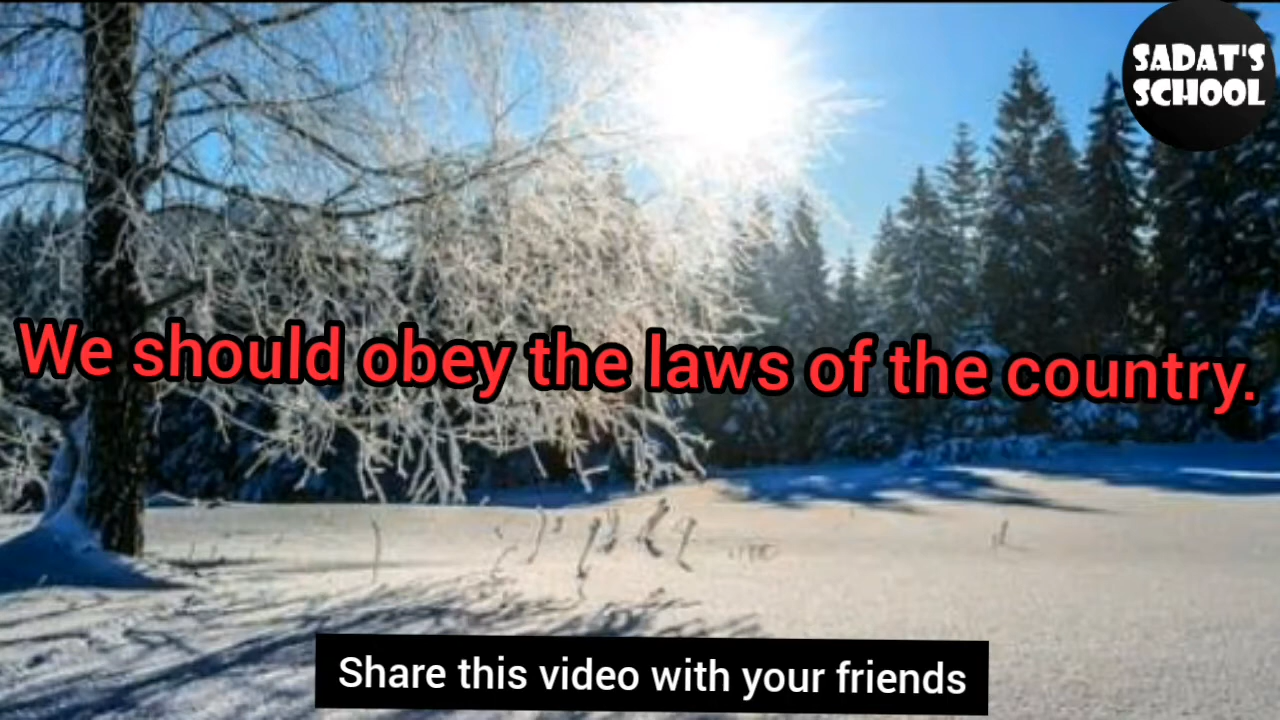 SADAT'S
SCHOOL
We should obey the laws of the country.
Share this video with your friends